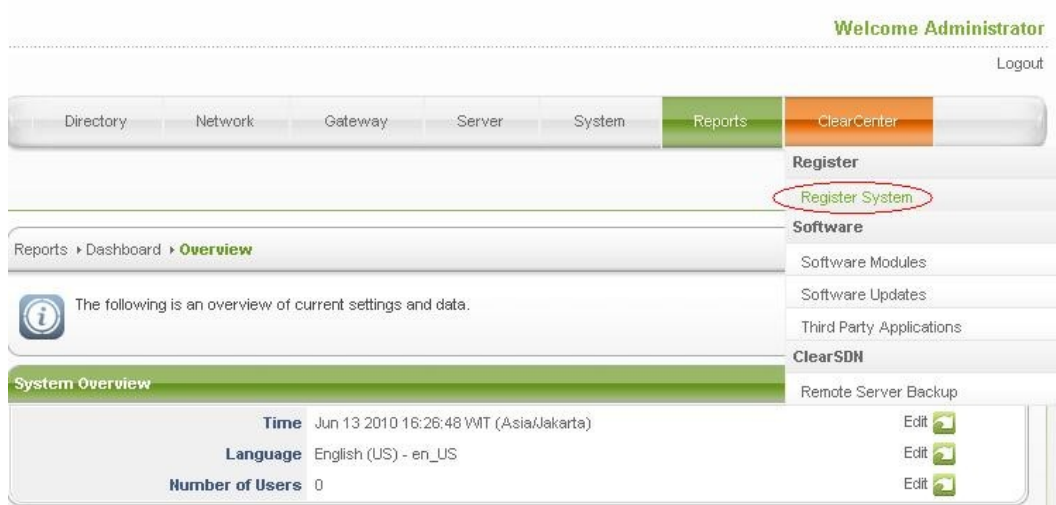 Welcome Administrator
Logout
Directory Network Gateway Server System Reports ClearCenter
Register
Register System
Software
Software Modules
Software Updates
Third Party Applications
ClearSDN
Remote Server Backup
Reports ▸ Dashboard ▸ Overview
The following is an overview of current settings and data.
System Overview
Time Jun 13 2010 16:26:48 WIT (Asia/Jakarta) Edit
Language English (US) - en_US Edit
Number of Users 0 Edit